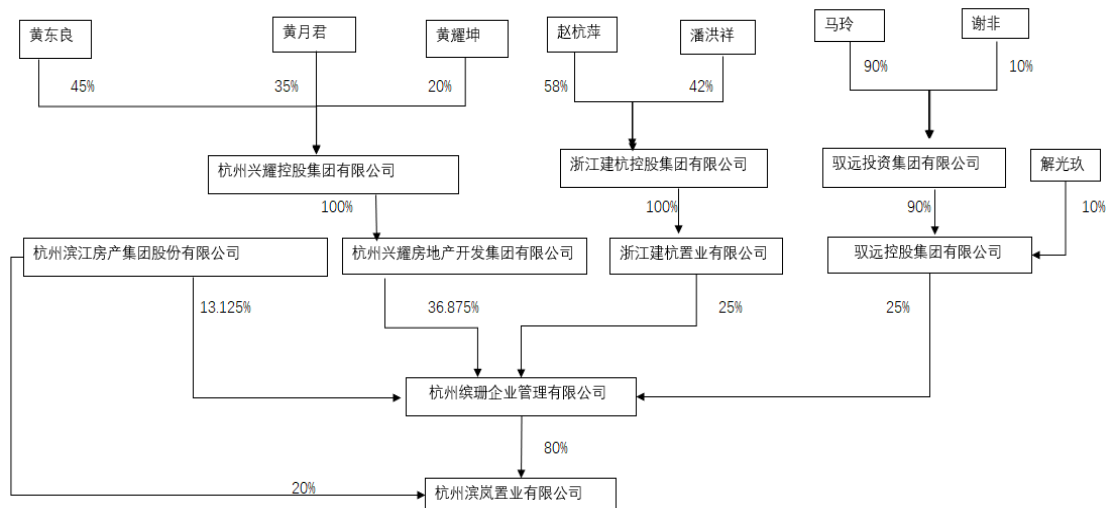 黄东良
黄月君
黄耀坤
赵杭萍
潘洪祥
马玲
谢非
45%
35%
20%
58%
42%
90%
10%
杭州兴耀控股集团有限公司
浙江建杭控股集团有限公司
驭远投资集团有限公司
解光玖
100%
100%
90%
10%
杭州滨江房产集团股份有限公司
杭州兴耀房地产开发集团有限公司
浙江建杭置业有限公司
驭远控股集团有限公司
13.125%
36.875%
25%
25%
杭州缤珊企业管理有限公司
80%
20%
杭州滨岚置业有限公司